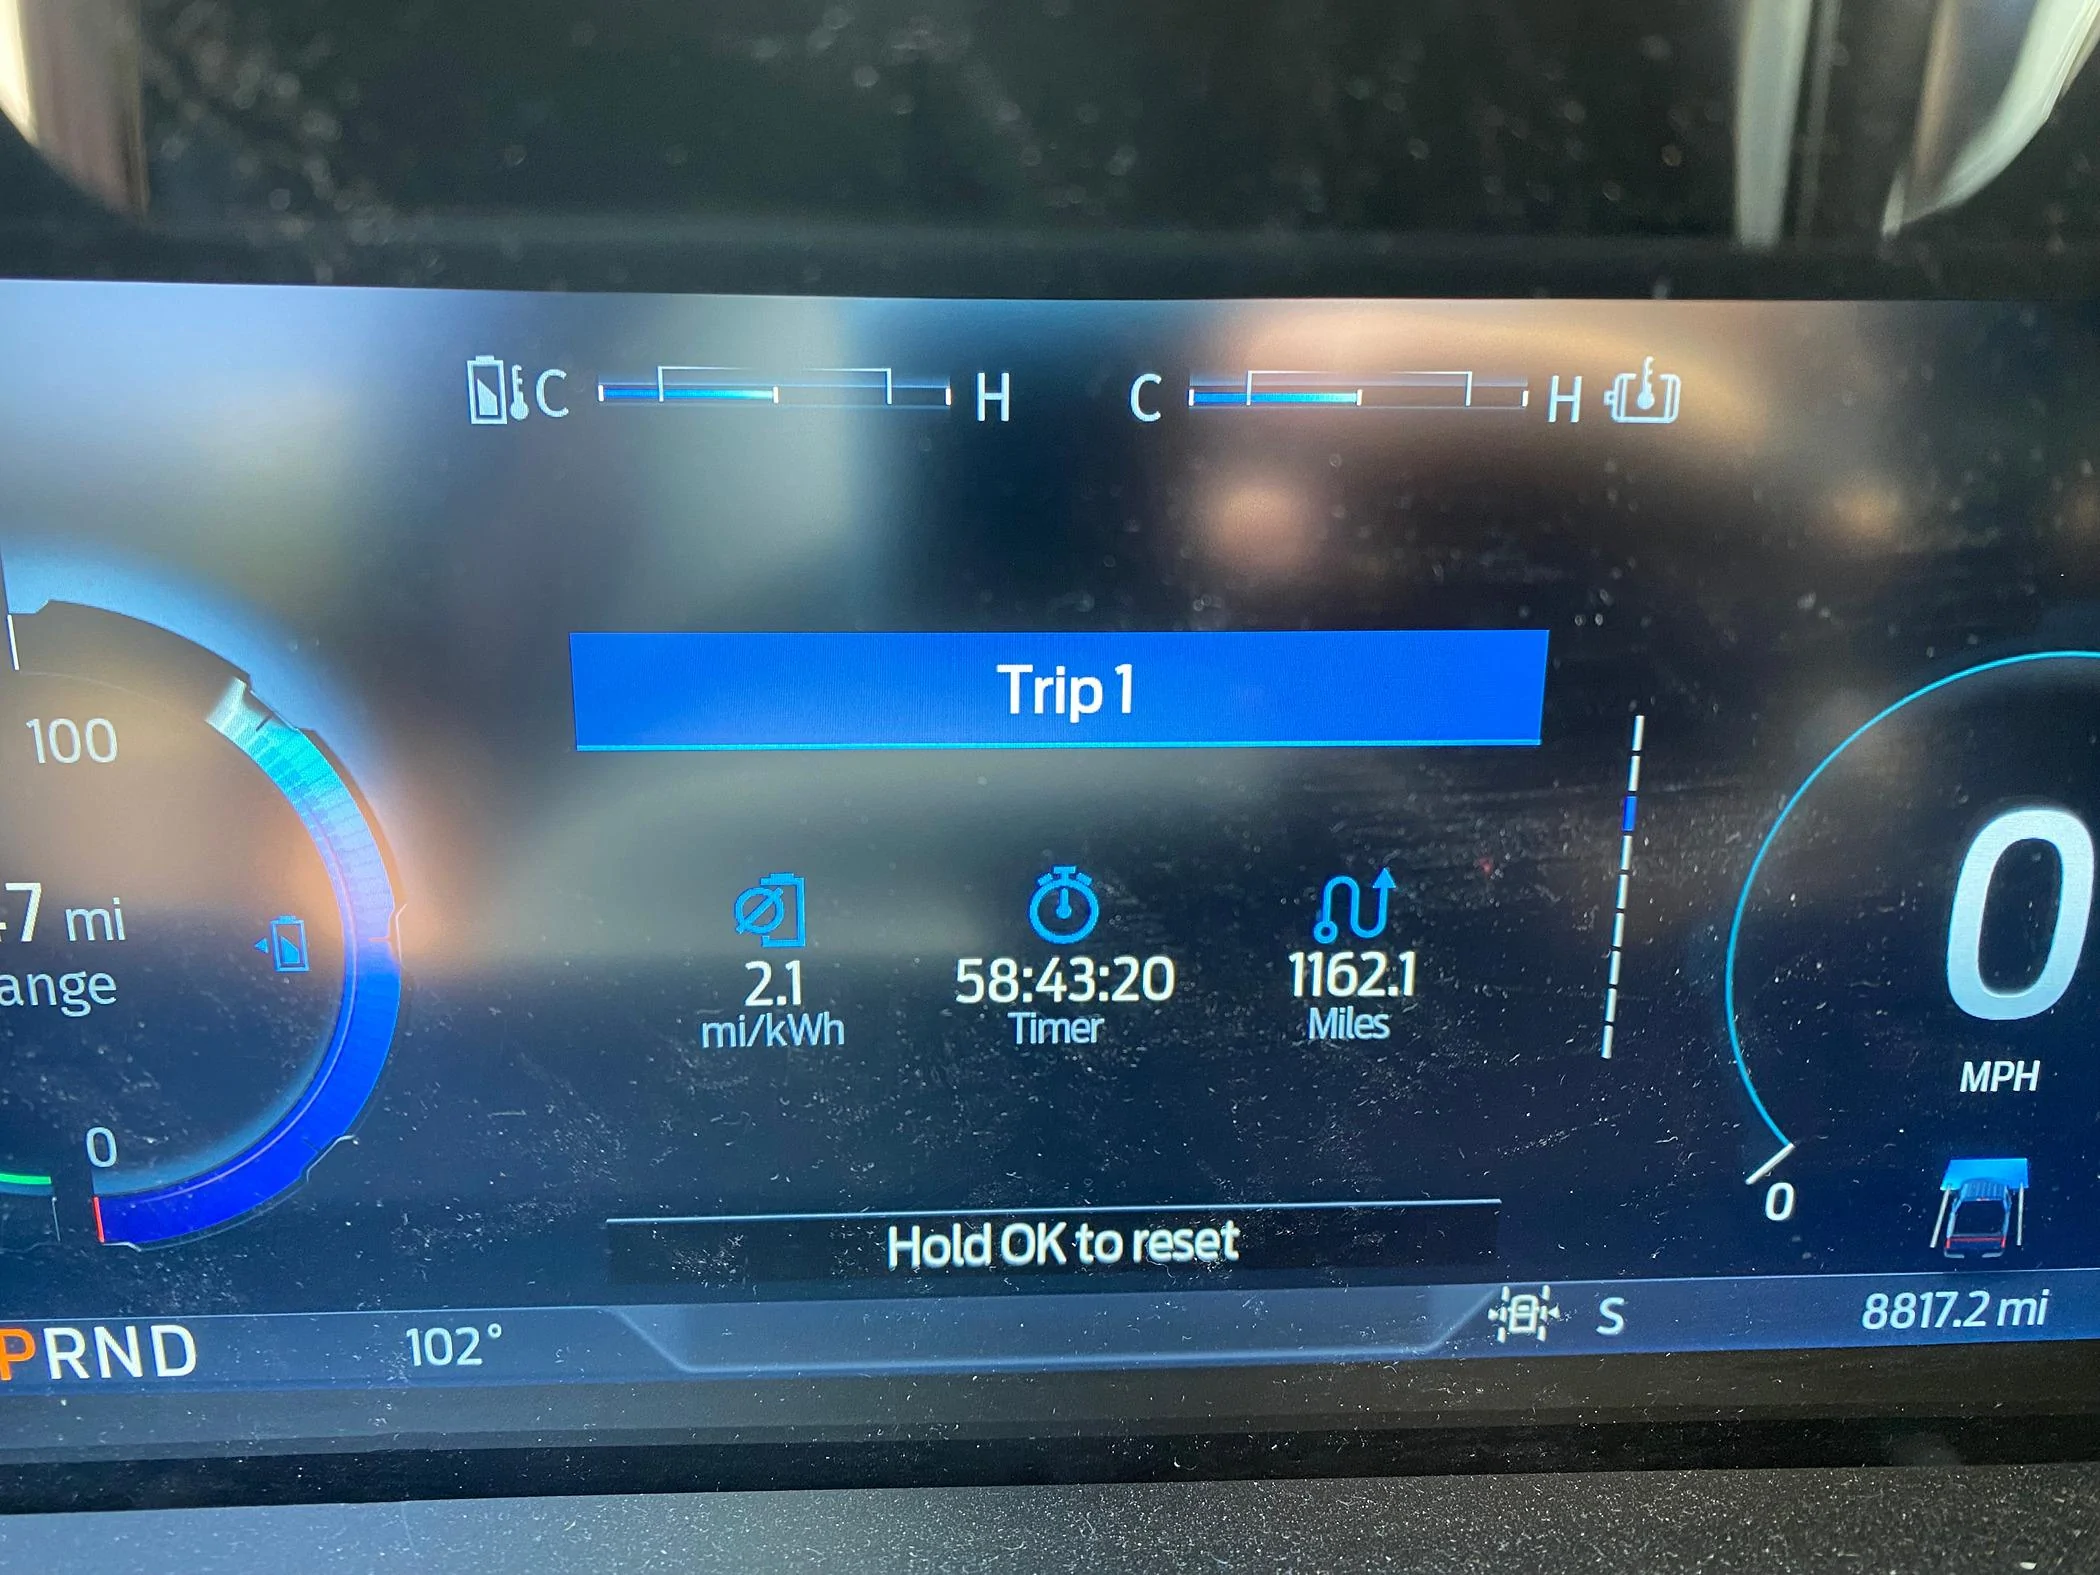 C H C H
Trip 1
100
7 mi
ange
0
2.1
mi/kWh
58:43:20
Timer
1162.1
Miles
0
MPH
0
Hold OK to reset
PRND
102°
S
8817.2 mi